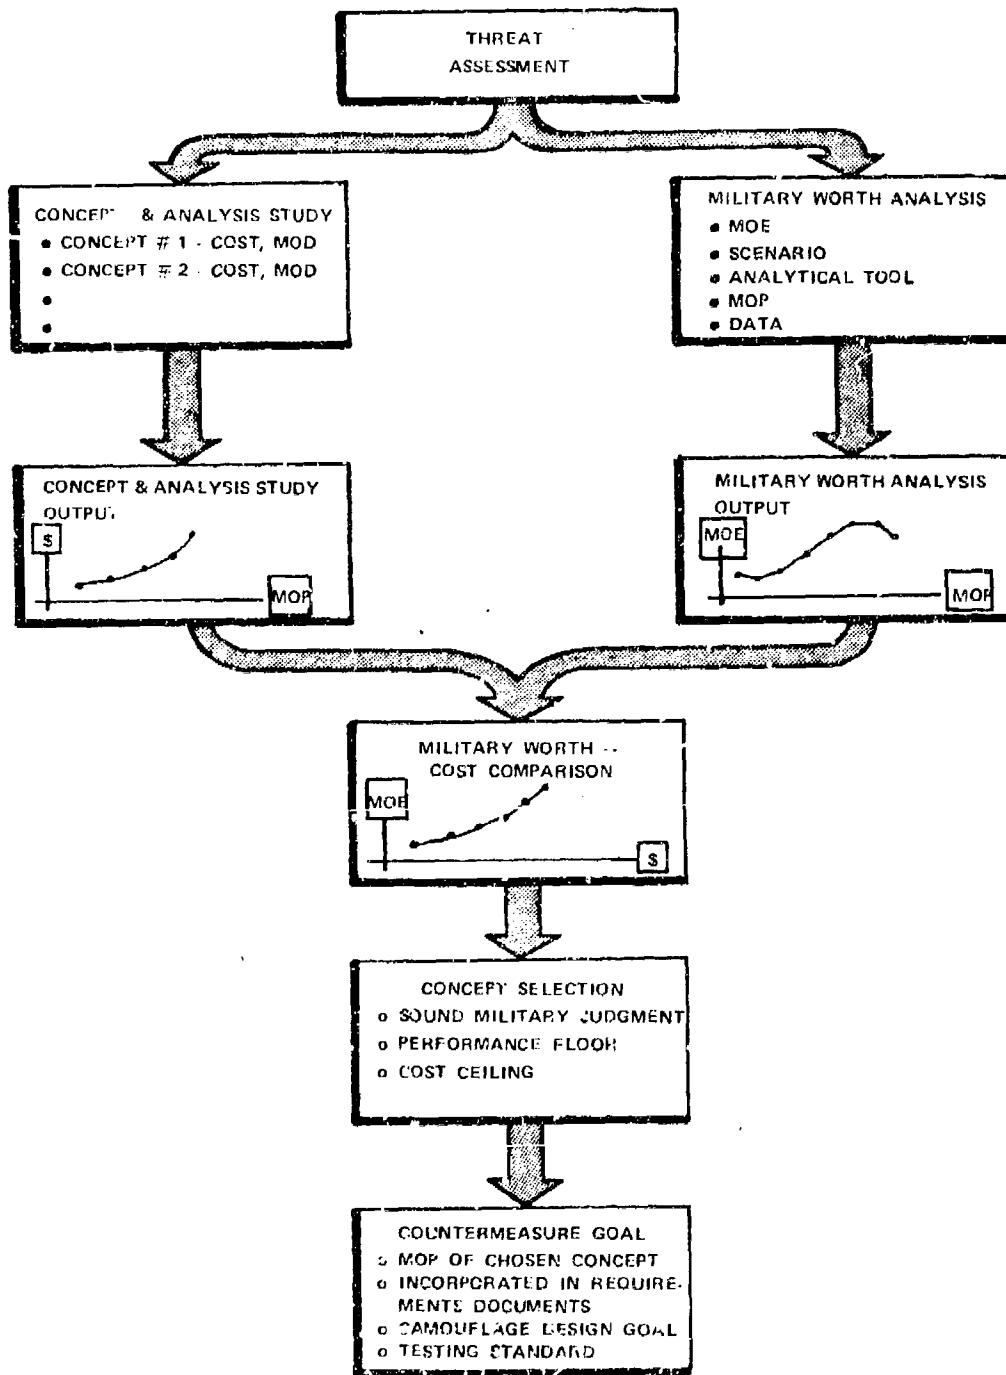 THREAT
ASSESSMENT
CONCEPT & ANALYSIS STUDY
• CONCEPT # 1 - COST, MOD
• CONCEPT # 2 - COST, MOD
•
•
MILITARY WORTH ANALYSIS
• MOE
• SCENARIO
• ANALYTICAL TOOL
• MOP
• DATA
CONCEPT & ANALYSIS STUDY
OUTPUT
$
MOP
MILITARY WORTH ANALYSIS
OUTPUT
MOE
MOP
MILITARY WORTH --
COST COMPARISON
MOE
$
CONCEPT SELECTION
o SOUND MILITARY JUDGMENT
o PERFORMANCE FLOOR
o COST CEILING
COUNTERMEASURE GOAL
o MOP OF CHOSEN CONCEPT
o INCORPORATED IN REQUIRE-
MENTS DOCUMENTS
o CAMOUFLAGE DESIGN GOAL
o TESTING STANDARD